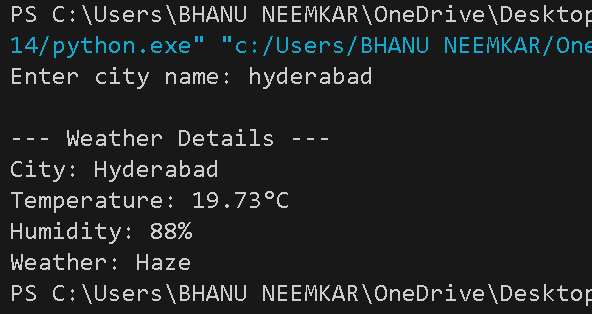 PS C:\Users\BHANU NEEMKAR\OneDrive\Desktop
14/python.exe" "c:/Users/BHANU NEEMKAR/One
Enter city name: hyderabad
--- Weather Details ---
City: Hyderabad
Temperature: 19.73°C
Humidity: 88%
Weather: Haze
PS C:\Users\BHANU NEEMKAR\OneDrive\Desktop